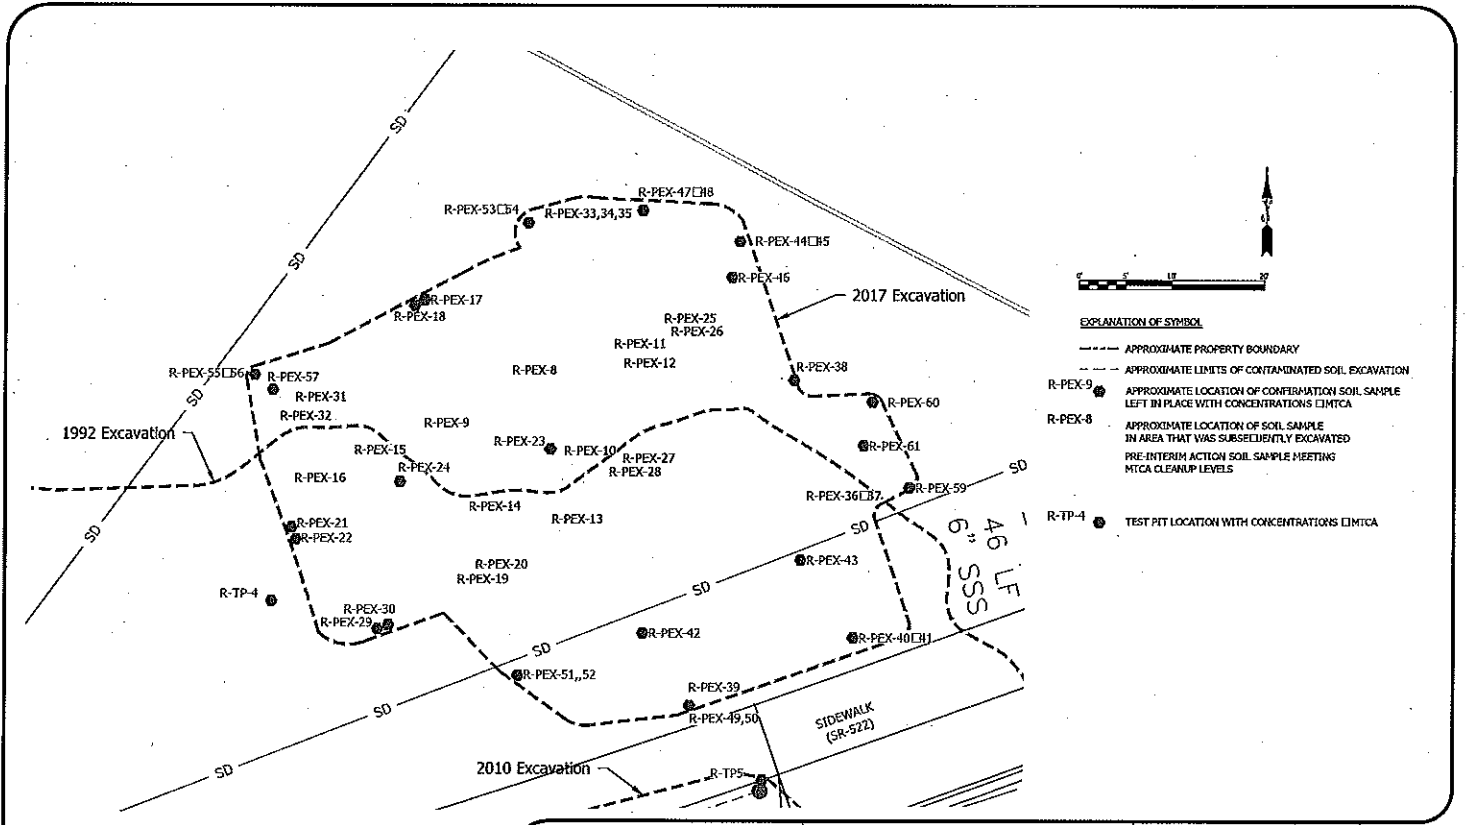 SD
R-PEX-47□48
R-PEX-53□54
R-PEX-33,34,35
R-PEX-44□45
SD
R-PEX-46
2017 Excavation
R-PEX-17
R-PEX-18
R-PEX-25
R-PEX-26
R-PEX-11
R-PEX-12
R-PEX-8
R-PEX-38
R-PEX-55□56
R-PEX-57
R-PEX-31
SD
R-PEX-32
R-PEX-60
1992 Excavation
R-PEX-9
R-PEX-15
R-PEX-23
R-PEX-10
R-PEX-27
R-PEX-28
R-PEX-61
R-PEX-24
R-PEX-16
SD
R-PEX-59
R-PEX-36□37
R-PEX-14
R-PEX-13
R-PEX-21
R-PEX-22
SD
SD
46 LF
6" SSS
R-PEX-20
R-PEX-19
R-PEX-43
SD
R-TP-4
R-PEX-30
R-PEX-29
R-PEX-42
R-PEX-40□41
SD
R-PEX-51,,52
R-PEX-39
R-PEX-49,50
SD
SIDEWALK
(SR-522)
2010 Excavation
R-TP5
SD
0' 5' 10' 20'
EXPLANATION OF SYMBOL
APPROXIMATE PROPERTY BOUNDARY
APPROXIMATE LIMITS OF CONTAMINATED SOIL EXCAVATION
R-PEX-9
APPROXIMATE LOCATION OF CONFIRMATION SOIL SAMPLE
LEFT IN PLACE WITH CONCENTRATIONS □MTCA
R-PEX-8
APPROXIMATE LOCATION OF SOIL SAMPLE
IN AREA THAT WAS SUBSECUENTLY EXCAVATED
PRE-INTERIM ACTION SOIL SAMPLE MEETING
MTCA CLEANUP LEVELS
R-TP-4
TEST PIT LOCATION WITH CONCENTRATIONS □MTCA